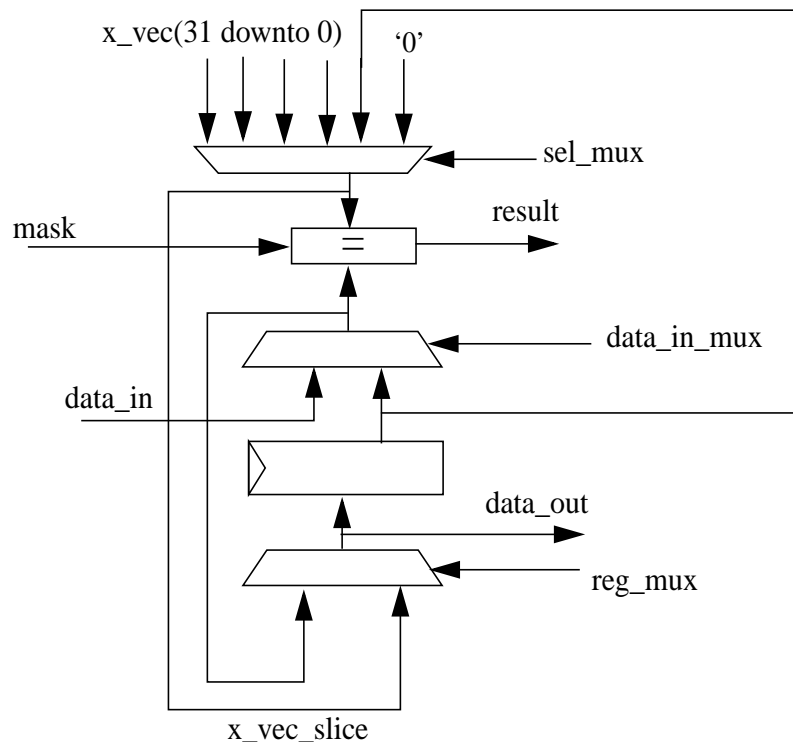 x_vec(31 downto 0)
‘0’
sel_mux
result
mask
=
data_in_mux
data_in
data_out
reg_mux
x_vec_slice